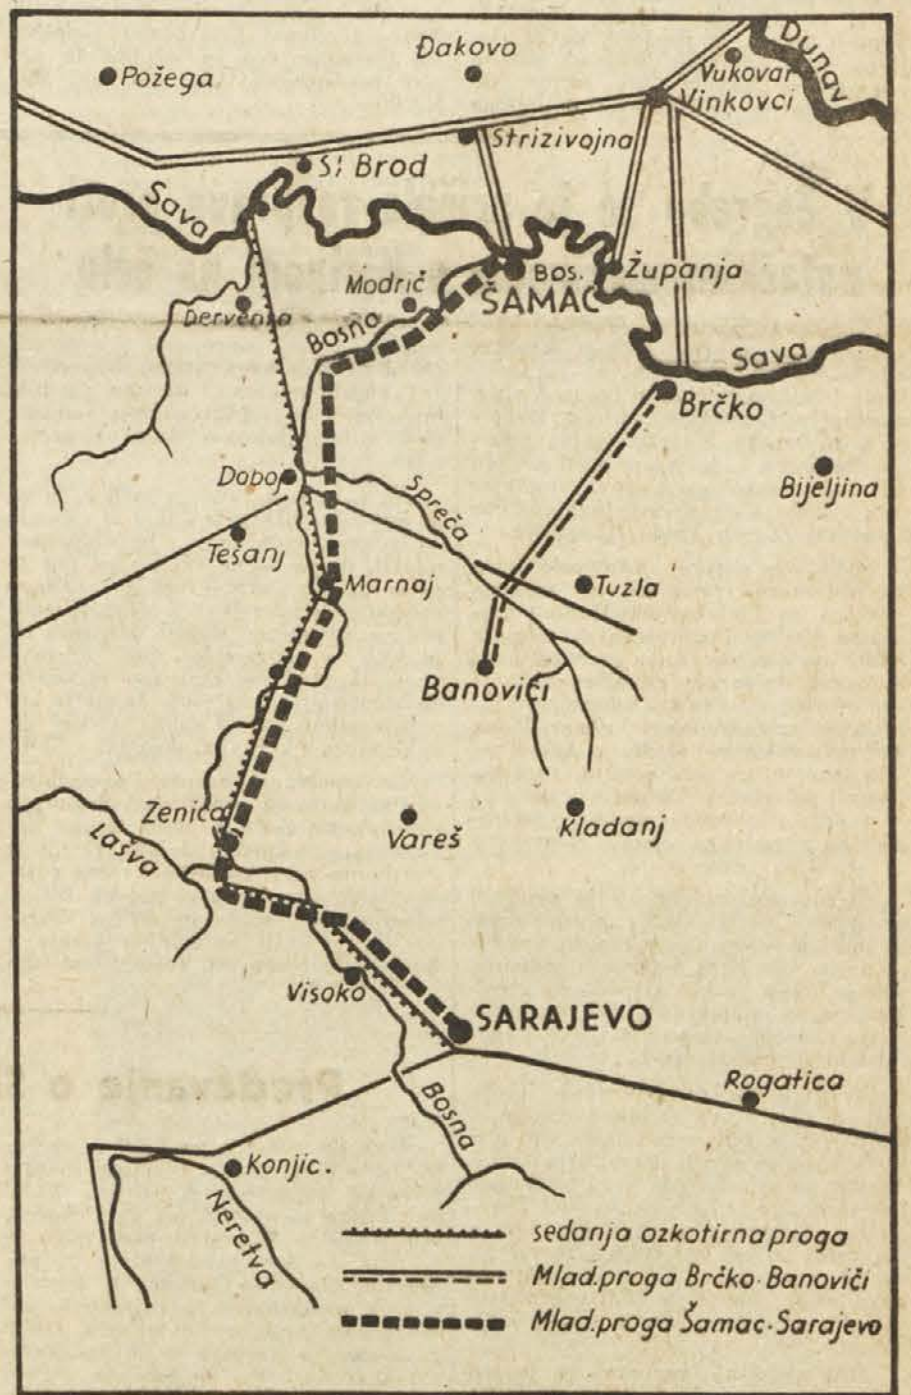 Dunav
Đakovo
Požega
Vukovar
Vinkovci
Strizivojna
Sl. Brod
Sava
Bos.
ŠAMAC
Županja
Modrič
Derventa
Bosna
Sava
Brčko
Bijeljina
Doboj
Spreča
Tešanj
Marnaj
Tuzla
Banovići
Zenica
Lašva
Vareš
Kladanj
Visoko
SARAJEVO
Rogatica
Bosna
Konjic.
Neretva
sedanja ozkotirna proga
Mlad. proga Brčko-Banovići
Mlad. proga Šamac-Sarajevo